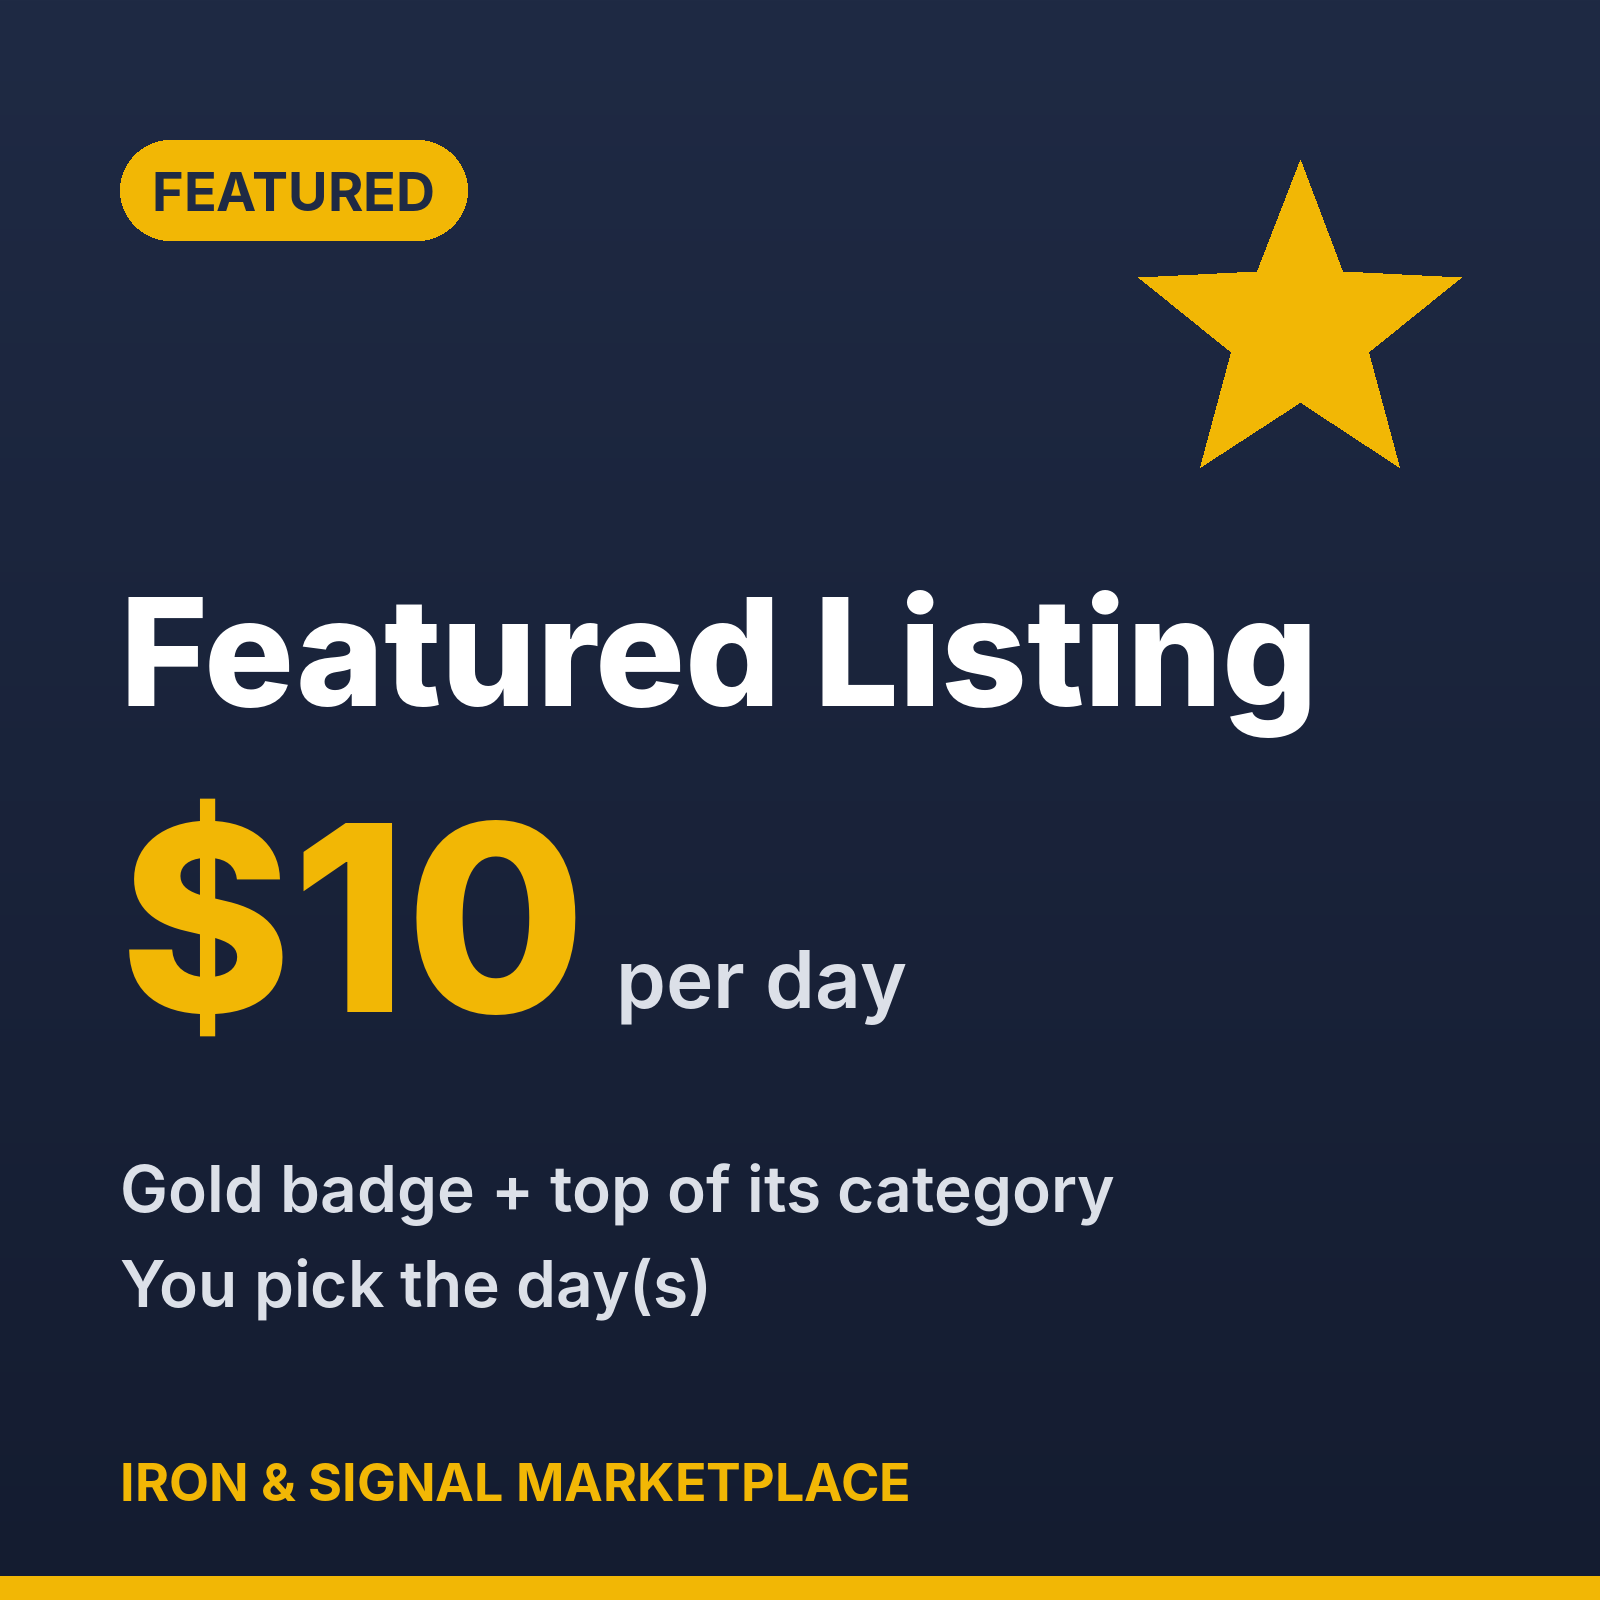 FEATURED
Featured Listing
$10 per day
Gold badge + top of its category
You pick the day(s)
IRON & SIGNAL MARKETPLACE